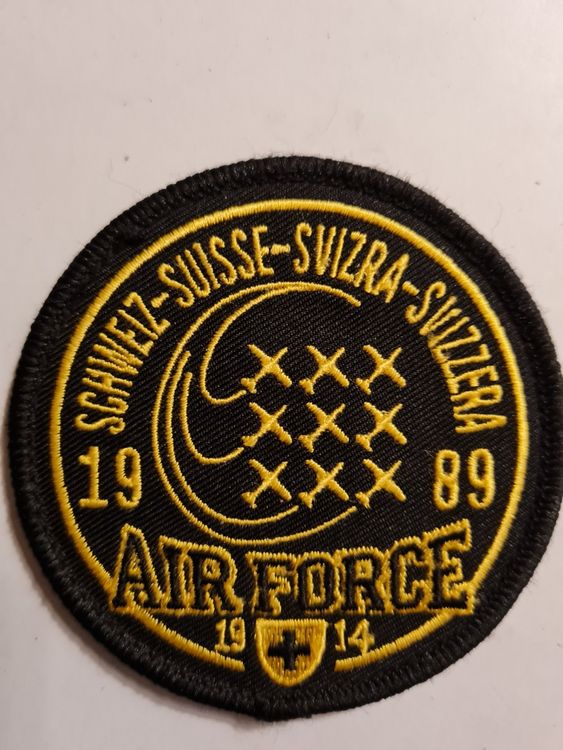 SCHWEIZ-SUISSE-SVIZRA-SVIZZERA
19 89
AIR FORCE
19 14